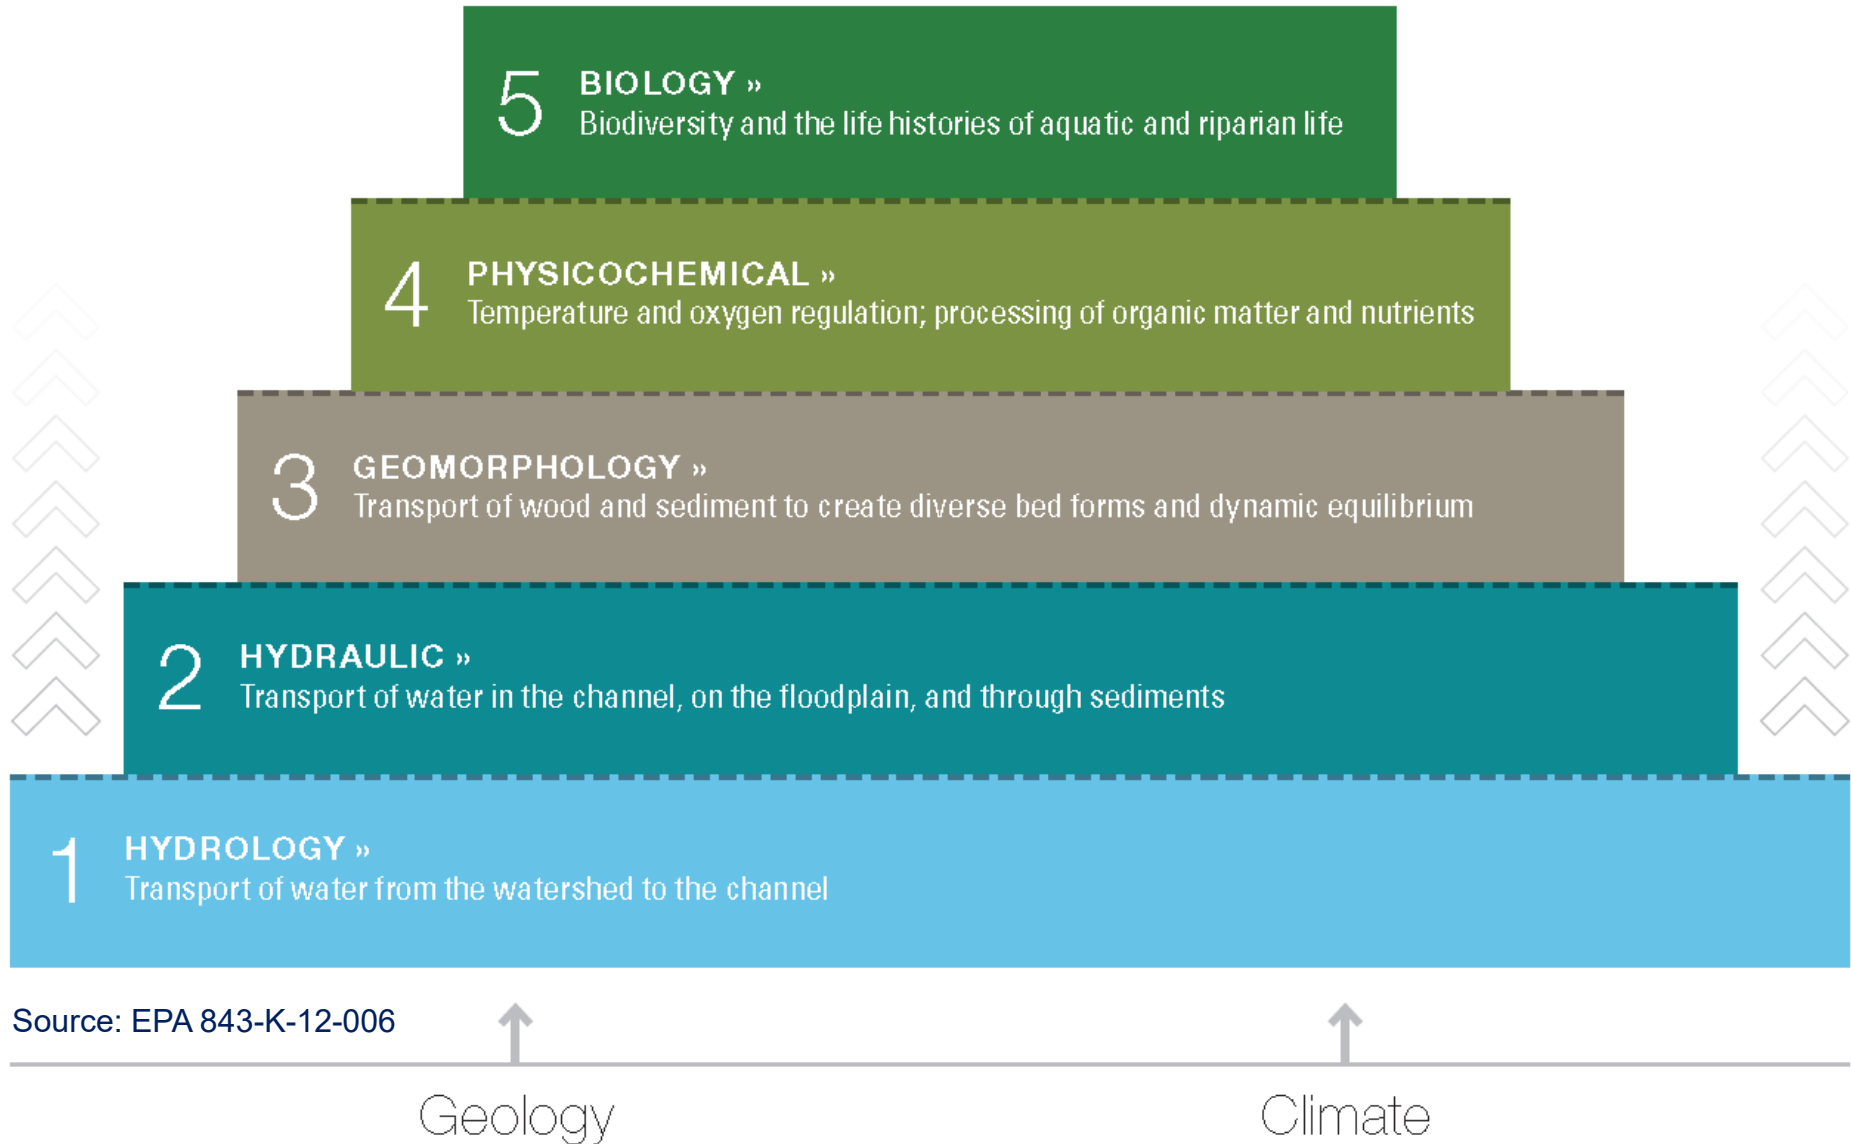 5 BIOLOGY »
Biodiversity and the life histories of aquatic and riparian life
4 PHYSICOCHEMICAL »
Temperature and oxygen regulation; processing of organic matter and nutrients
3 GEOMORPHOLOGY »
Transport of wood and sediment to create diverse bed forms and dynamic equilibrium
2 HYDRAULIC »
Transport of water in the channel, on the floodplain, and through sediments
1 HYDROLOGY »
Transport of water from the watershed to the channel
Source: EPA 843-K-12-006
Geology
Climate